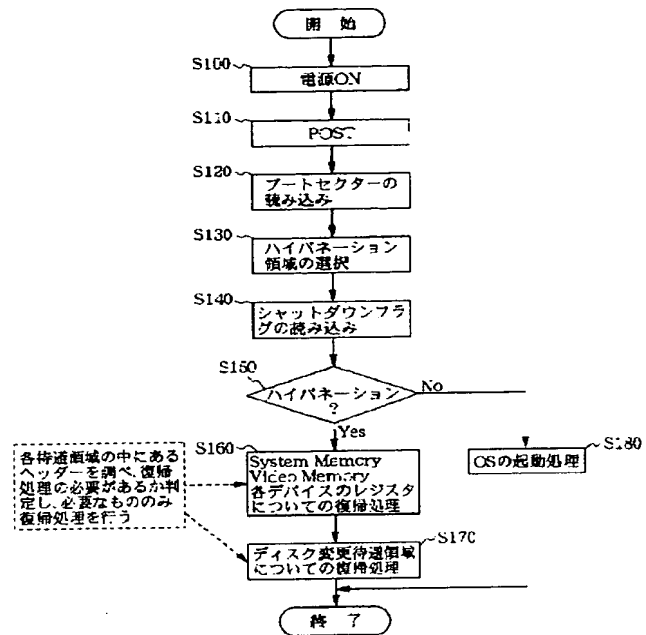 開 始
S100
電源ON
S110
POST
S120
ブートセクターの
読み込み
S130
ハイバネーション
領域の選択
S140
シャットダウンフラ
グの読み込み
S150
ハイバネーション
?
No
Yes
S160
System Memory
Video Memory
各デバイスのレジスタ
についての復帰処理
S180
OSの起動処理
各待避領域の中にある
ヘッダーを調べ、復帰
処理の必要があるか判
定し、必要なもののみ
復帰処理を行う
S170
ディスク変更待避領域
についての復帰処理
終 了